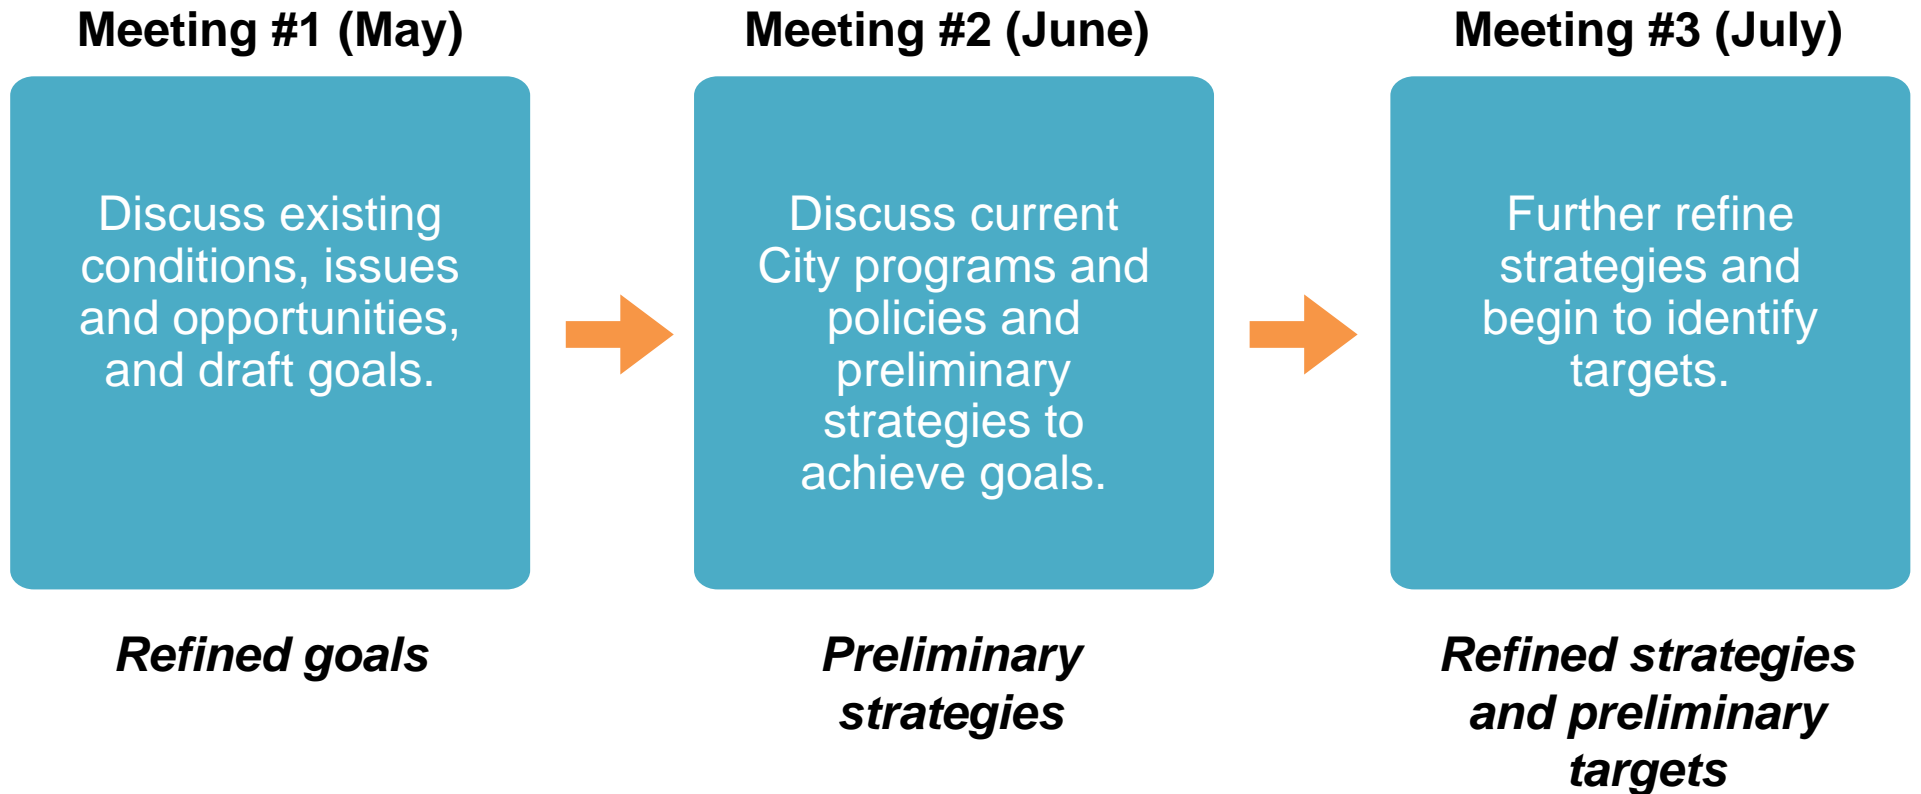 Meeting #1 (May)
Discuss existing
conditions, issues
and opportunities,
and draft goals.
Refined goals
Meeting #2 (June)
Discuss current
City programs and
policies and
preliminary
strategies to
achieve goals.
Preliminary
strategies
Meeting #3 (July)
Further refine
strategies and
begin to identify
targets.
Refined strategies
and preliminary
targets